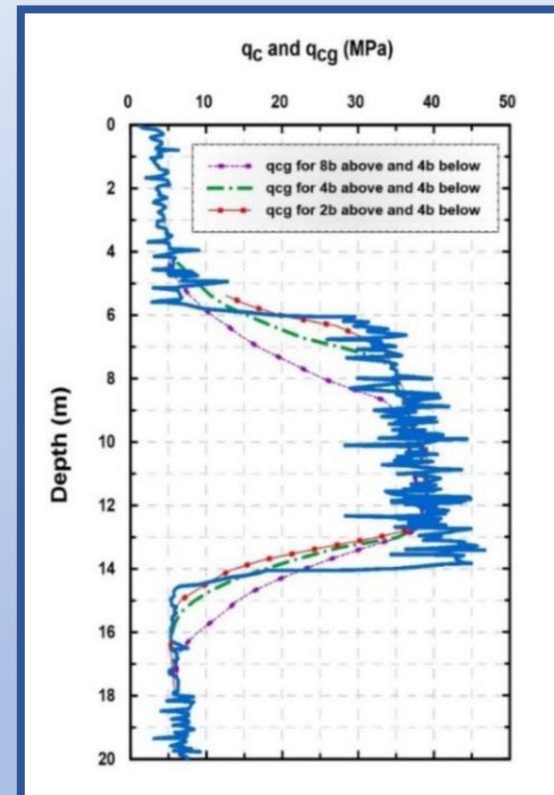 qc and qcg (MPa)
0 10 20 30 40 50
qcg for 8b above and 4b below
qcg for 4b above and 4b below
qcg for 2b above and 4b below
Depth (m)
0
2
4
6
8
10
12
14
16
18
20